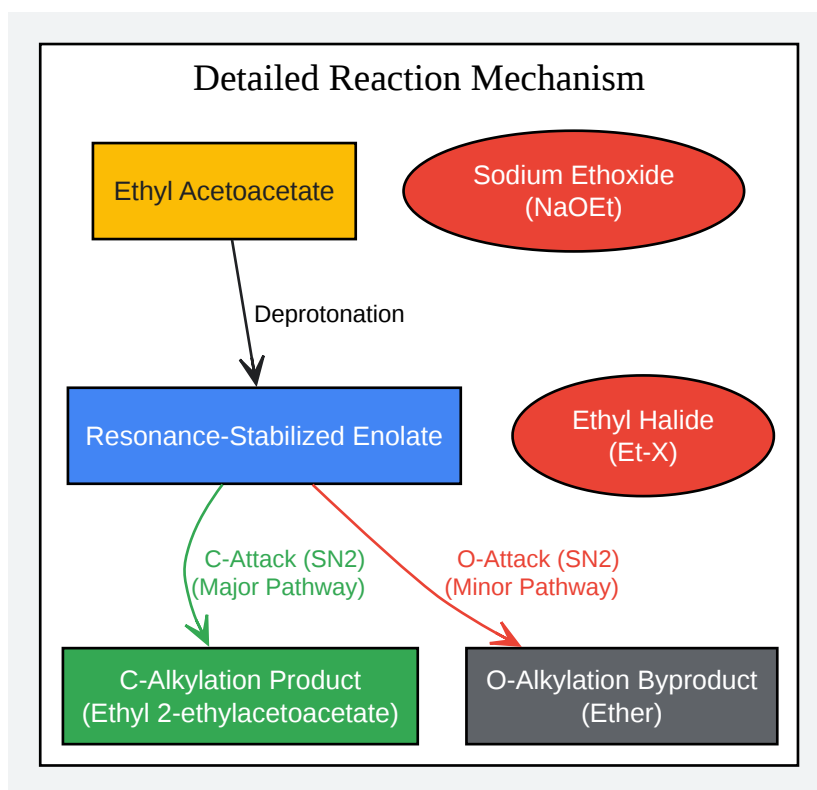 Detailed Reaction Mechanism
Ethyl Acetoacetate
Sodium Ethoxide
(NaOEt)
Deprotonation
Resonance-Stabilized Enolate
Ethyl Halide
(Et-X)
C-Attack (SN2)
(Major Pathway)
O-Attack (SN2)
(Minor Pathway)
C-Alkylation Product
(Ethyl 2-ethylacetoacetate)
O-Alkylation Byproduct
(Ether)